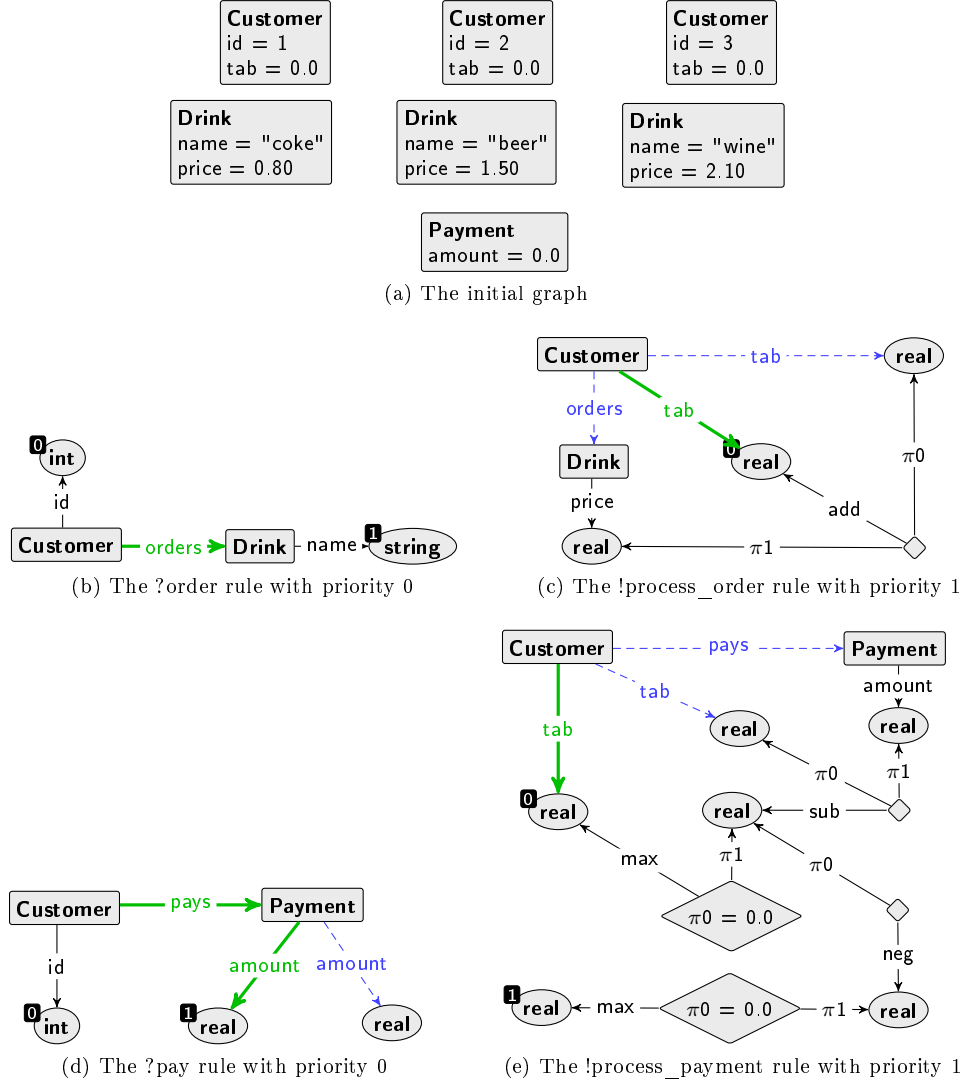 Customer
id = 1
tab = 0.0
Customer
id = 2
tab = 0.0
Customer
id = 3
tab = 0.0
Drink
name = "coke"
price = 0.80
Drink
name = "beer"
price = 1.50
Drink
name = "wine"
price = 2.10
Payment
amount = 0.0
(a) The initial graph
0
int
id
Customer
orders
Drink
name
1
string
(b) The ?order rule with priority 0
Customer
tab
real
orders
tab
Drink
0
real
π0
price
add
real
π1
(c) The !process_order rule with priority 1
Customer
pays
Payment
amount
amount
id
0
int
1
real
real
(d) The ?pay rule with priority 0
Customer
pays
Payment
amount
tab
tab
real
real
π0
π1
0
real
real
sub
max
π1
π0
π0 = 0.0
neg
1
real
max
π0 = 0.0
π1
real
(e) The !process_payment rule with priority 1